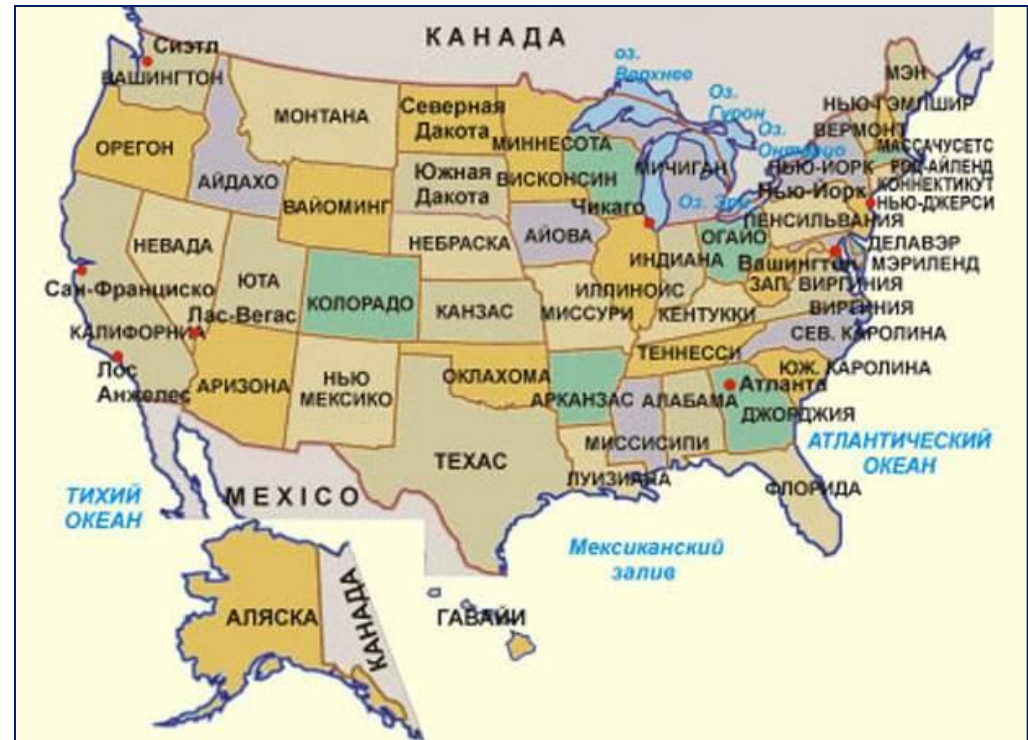 КАНАДА
Сиэтл
ВАШИНГТОН
МОНТАНА
Северная
Дакота
МИННЕСОТА
оз.
Верхнее
Оз.
Гурон
Оз.
Онтарио
МЭН
НЬЮ-ГЭМПШИР
ВЕРМОНТ
МАССАЧУСЕТС
РОД-АЙЛЕНД
КОННЕКТИКУТ
НЬЮ-ДЖЕРСИ
ОРЕГОН
АЙДАХО
ВАЙОМИНГ
Южная
Дакота
ВИСКОНСИН
МИЧИГАН
НЬЮ-ЙОРК
Нью-Йорк
Чикаго
Оз. Эри
ПЕНСИЛЬВАНИЯ
НЕВАДА
ЮТА
КОЛОРАДО
НЕБРАСКА
АЙОВА
ИЛЛИНОИС
ИНДИАНА
ОГАЙО
Вашингтон
ДЕЛАВЭР
МЭРИЛЕНД
ЗАП. ВИРГИНИЯ
ВИРГИНИЯ
Сан-Франциско
Лас-Вегас
КАЛИФОРНИЯ
КАНЗАС
МИССУРИ
КЕНТУККИ
СЕВ. КАРОЛИНА
ТЕННЕССИ
ЮЖ. КАРОЛИНА
Лос
Анжелес
АРИЗОНА
НЬЮ
МЕКСИКО
ОКЛАХОМА
АРКАНЗАС
АЛАБАМА
Атланта
ДЖОРДЖИЯ
МИССИСИПИ
ТЕХАС
ЛУИЗИАНА
ФЛОРИДА
АТЛАНТИЧЕСКИЙ
ОКЕАН
ТИХИЙ
ОКЕАН
MEXICO
Мексиканский
залив
АЛЯСКА
КАНАДА
ГАВАЙИ